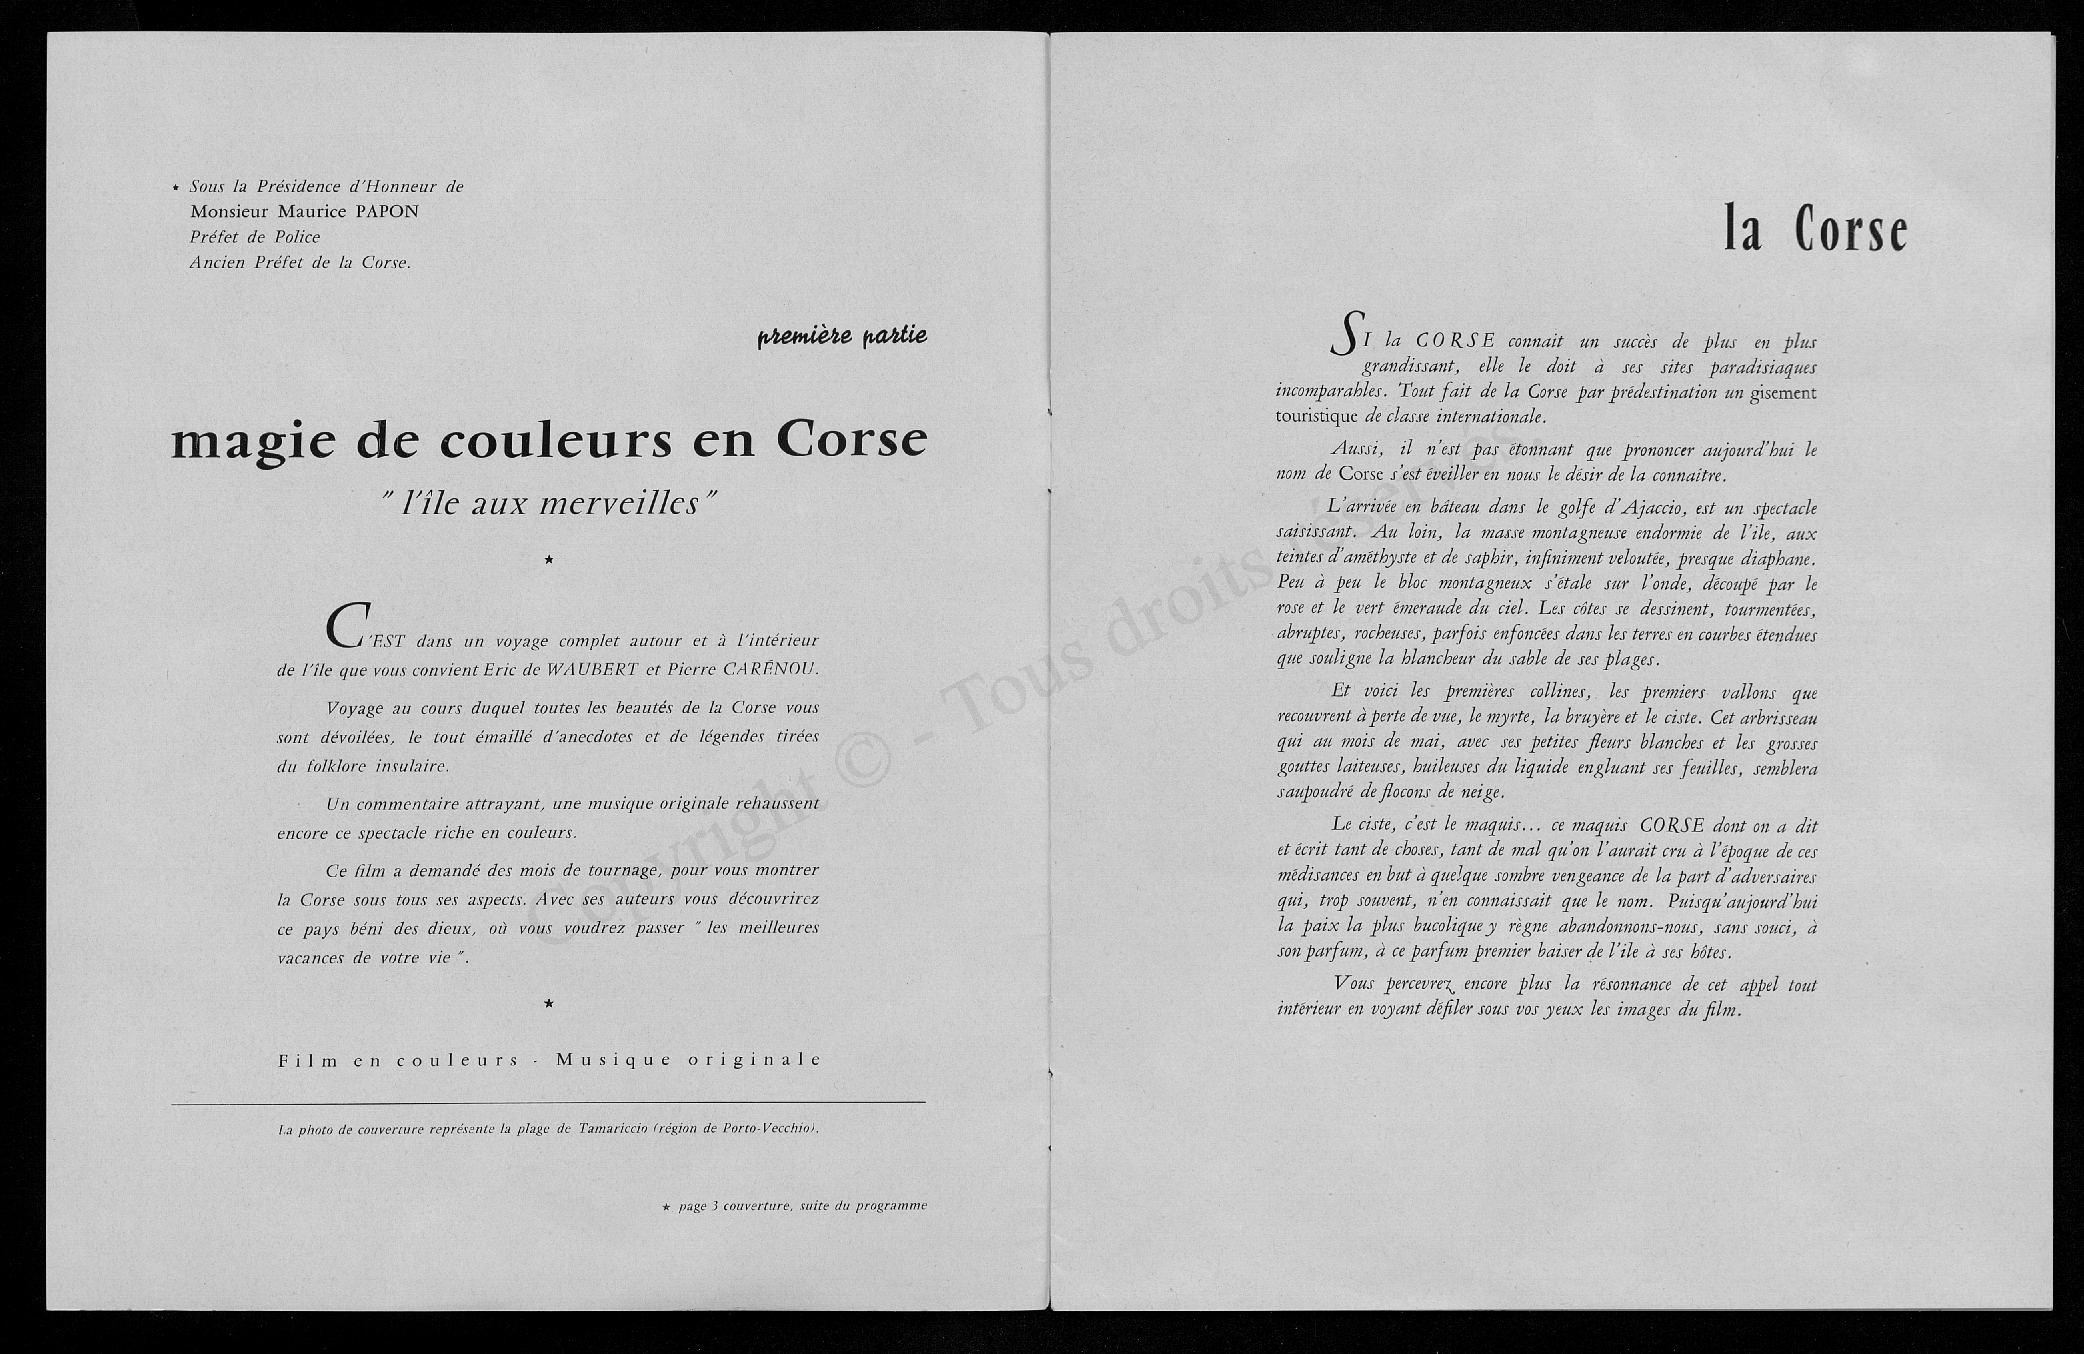 ★ Sous la Présidence d'Honneur de
Monsieur Maurice PAPON
Préfet de Police
Ancien Préfet de la Corse.
première partie
magie de couleurs en Corse
" l'île aux merveilles "
★
C'EST dans un voyage complet autour et à l'intérieur
de l'île que vous convient Eric de WAUBERT et Pierre CARÉNOU.
Voyage au cours duquel toutes les beautés de la Corse vous
sont dévoilées, le tout émaillé d'anecdotes et de légendes tirées
du folklore insulaire.
Un commentaire attrayant, une musique originale rehaussent
encore ce spectacle riche en couleurs.
Ce film a demandé des mois de tournage, pour vous montrer
la Corse sous tous ses aspects. Avec ses auteurs vous découvrirez
ce pays béni des dieux, où vous voudrez passer " les meilleures
vacances de votre vie ".
★
Film en couleurs - Musique originale
La photo de couverture représente la plage de Tamariccio (région de Porto-Vecchio).
★ page 3 couverture, suite du programme
la Corse
SI la CORSE connait un succès de plus en plus
grandissant, elle le doit à ses sites paradisiaques
incomparables. Tout fait de la Corse par prédestination un gisement
touristique de classe internationale.
Aussi, il n'est pas étonnant que prononcer aujourd'hui le
nom de Corse s'est éveiller en nous le désir de la connaître.
L'arrivée en bâteau dans le golfe d'Ajaccio, est un spectacle
saisissant. Au loin, la masse montagneuse endormie de l'ile, aux
teintes d'améthyste et de saphir, infiniment veloutée, presque diaphane.
Peu à peu le bloc montagneux s'étale sur l'onde, découpé par le
rose et le vert émeraude du ciel. Les côtes se dessinent, tourmentées,
abruptes, rocheuses, parfois enfoncées dans les terres en courbes étendues
que souligne la blancheur du sable de ses plages.
Et voici les premières collines, les premiers vallons que
recouvrent à perte de vue, le myrte, la bruyère et le ciste. Cet arbrisseau
qui au mois de mai, avec ses petites fleurs blanches et les grosses
gouttes laiteuses, huileuses du liquide engluant ses feuilles, semblera
saupoudré de flocons de neige.
Le ciste, c'est le maquis... ce maquis CORSE dont on a dit
et écrit tant de choses, tant de mal qu'on l'aurait cru à l'époque de ces
médisances en but à quelque sombre vengeance de la part d'adversaires
qui, trop souvent, n'en connaissait que le nom. Puisqu'aujourd'hui
la paix la plus bucolique y règne abandonnons-nous, sans souci, à
son parfum, à ce parfum premier baiser de l'ile à ses hôtes.
Vous percevrez encore plus la résonnance de cet appel tout
intérieur en voyant défiler sous vos yeux les images du film.
Copyright © - Tous droits réservés.